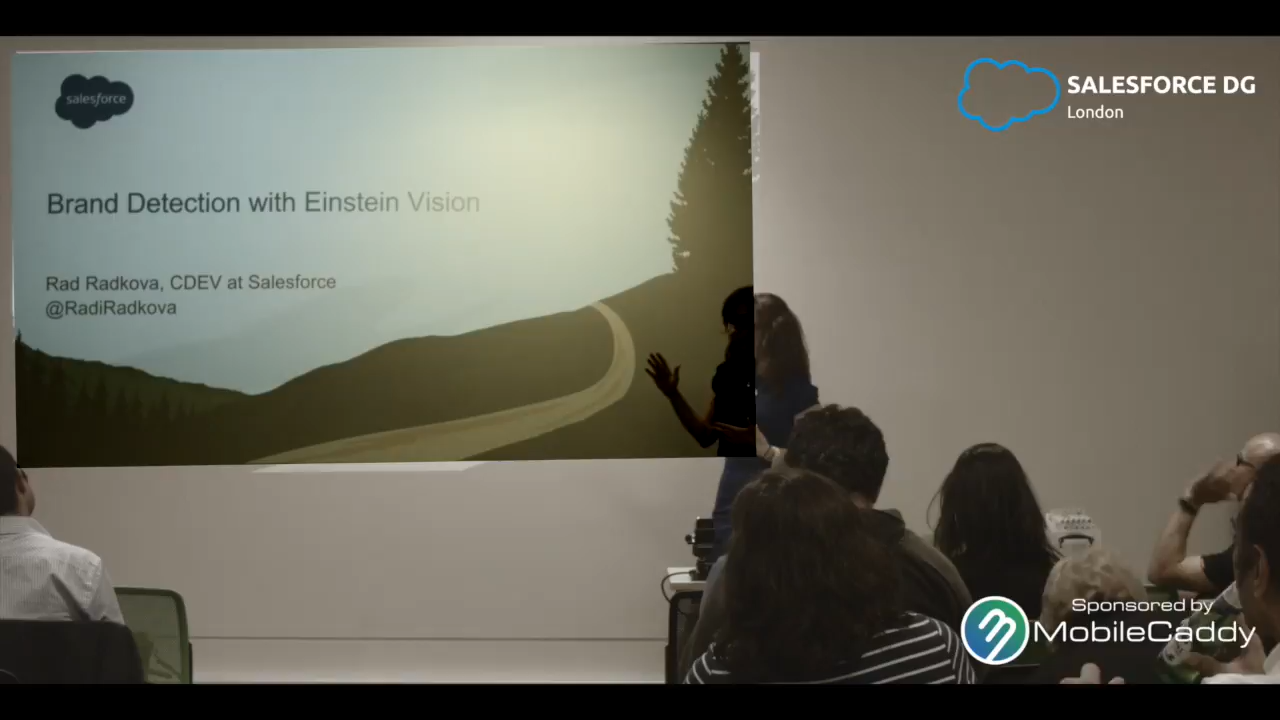 salesforce
Brand Detection with Einstein Vision
Rad Radkova, CDEV at Salesforce
@RadiRadkova
SALESFORCE DG
London
Sponsored by
MobileCaddy